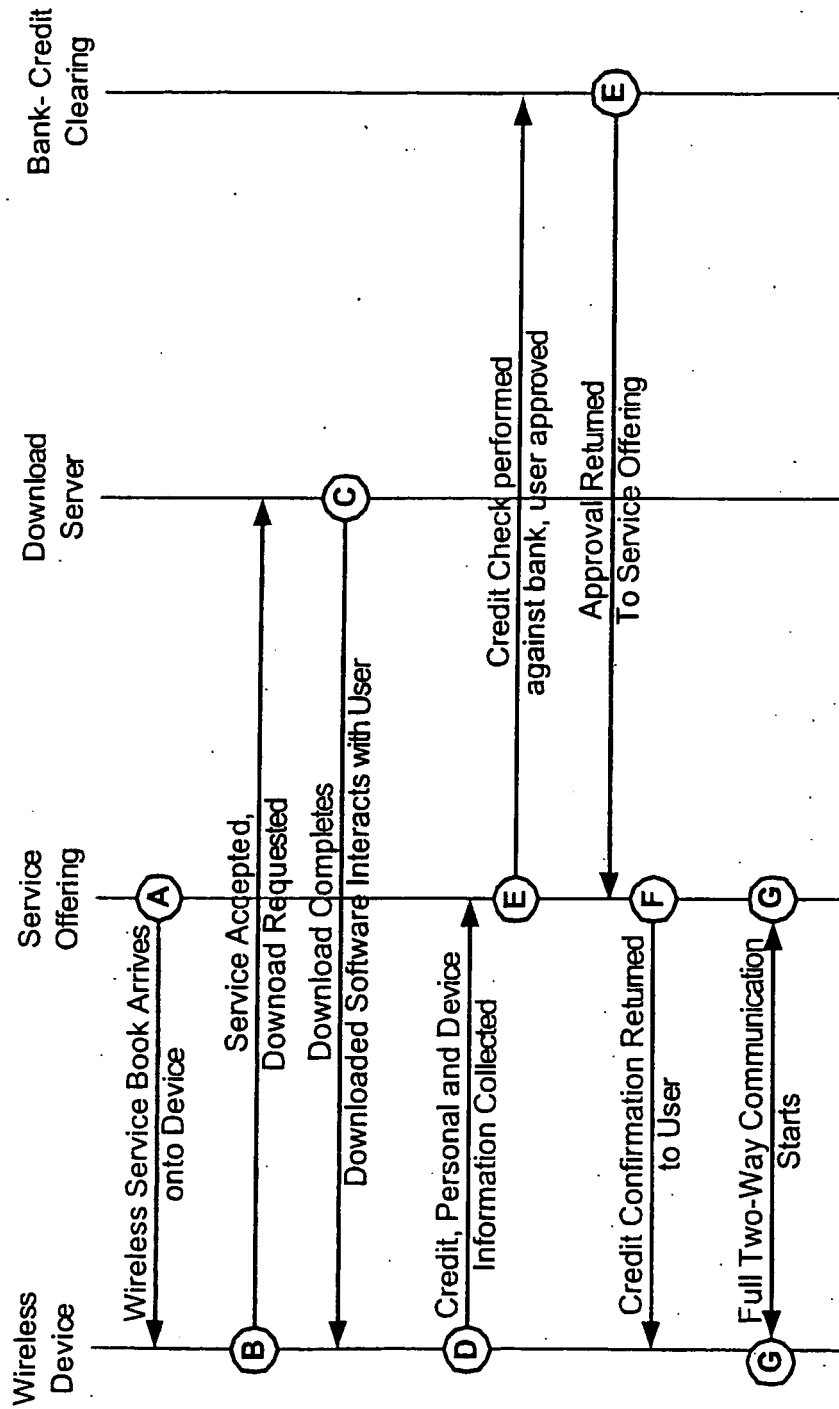 Wireless
Device
Service
Offering
Download
Server
Bank- Credit
Clearing
Wireless Service Book Arrives
onto Device
A
B
Service Accepted,
Downoad Requested
Download Completes
Downloaded Software Interacts with User
C
D
Credit, Personal and Device
Information Collected
E
Credit Check performed
against bank, user approved
Approval Returned
To Service Offering
E
Credit Confirmation Returned
to User
F
G
Full Two-Way Communication
Starts
G